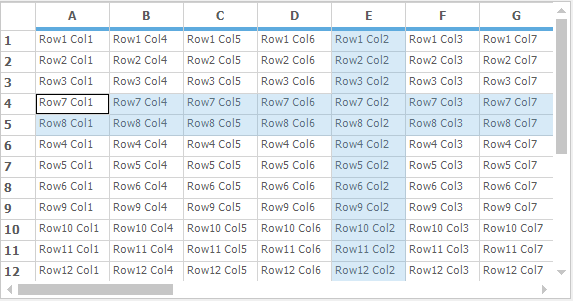 A B C D E F G
1 Row1 Col1 Row1 Col4 Row1 Col5 Row1 Col6 Row1 Col2 Row1 Col3 Row1 Col7
2 Row2 Col1 Row2 Col4 Row2 Col5 Row2 Col6 Row2 Col2 Row2 Col3 Row2 Col7
3 Row3 Col1 Row3 Col4 Row3 Col5 Row3 Col6 Row3 Col2 Row3 Col3 Row3 Col7
4 Row7 Col1 Row7 Col4 Row7 Col5 Row7 Col6 Row7 Col2 Row7 Col3 Row7 Col7
5 Row8 Col1 Row8 Col4 Row8 Col5 Row8 Col6 Row8 Col2 Row8 Col3 Row8 Col7
6 Row4 Col1 Row4 Col4 Row4 Col5 Row4 Col6 Row4 Col2 Row4 Col3 Row4 Col7
7 Row5 Col1 Row5 Col4 Row5 Col5 Row5 Col6 Row5 Col2 Row5 Col3 Row5 Col7
8 Row6 Col1 Row6 Col4 Row6 Col5 Row6 Col6 Row6 Col2 Row6 Col3 Row6 Col7
9 Row9 Col1 Row9 Col4 Row9 Col5 Row9 Col6 Row9 Col2 Row9 Col3 Row9 Col7
10 Row10 Col1 Row10 Col4 Row10 Col5 Row10 Col6 Row10 Col2 Row10 Col3 Row10 Col7
11 Row11 Col1 Row11 Col4 Row11 Col5 Row11 Col6 Row11 Col2 Row11 Col3 Row11 Col7
12 Row12 Col1 Row12 Col4 Row12 Col5 Row12 Col6 Row12 Col2 Row12 Col3 Row12 Col7